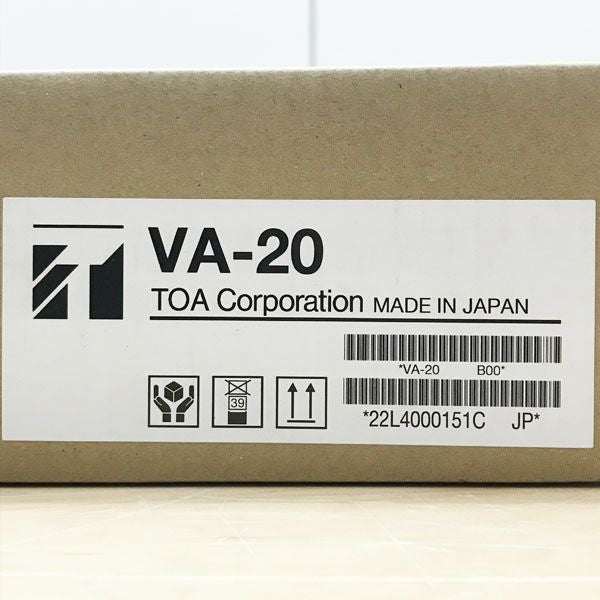 VA-20
TOA Corporation MADE IN JAPAN
*VA-20 B00*
39
*22L4000151C JP*